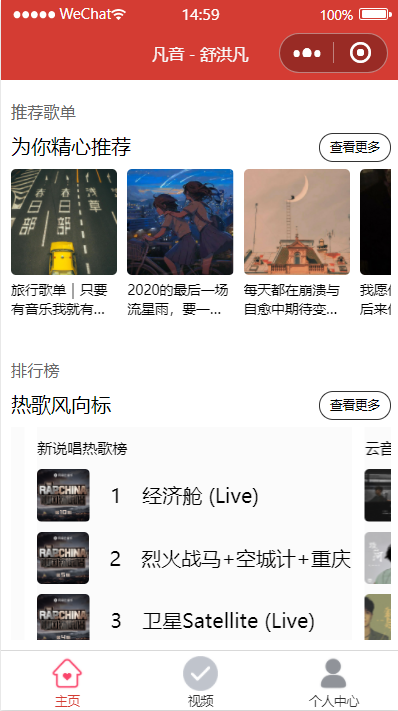 WeChat 14:59 100%
凡音 - 舒洪凡
推荐歌单
为你精心推荐 查看更多
旅行歌单｜只要 2020的最后一场 每天都在崩溃与
有音乐我就有... 流星雨，要一... 自愈中期待变... 后来
排行榜
热歌风向标 查看更多
新说唱热歌榜 云音
RAP CHINA 1 经济舱 (Live)
RAP CHINA 2 烈火战马+空城计+重庆
RAP CHINA 3 卫星Satellite (Live)
主页 视频 个人中心